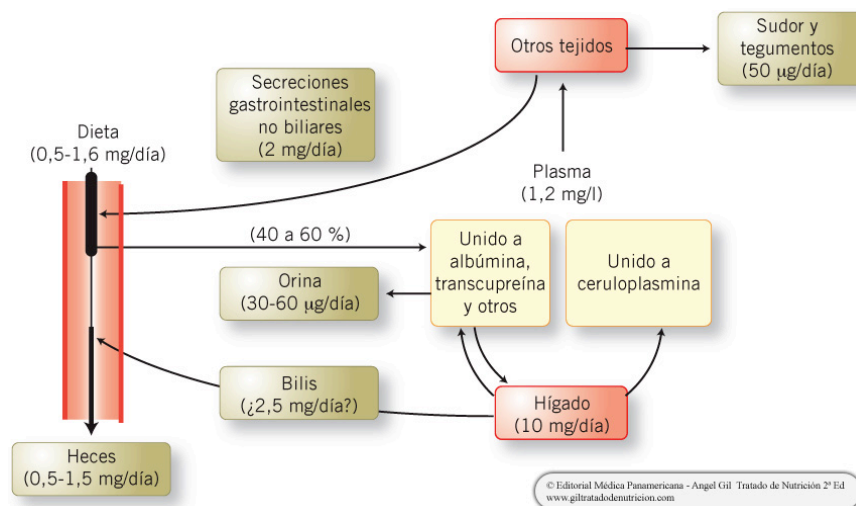 Otros tejidos
Sudor y
tegumentos
(50 µg/día)
Secreciones
gastrointestinales
no biliares
(2 mg/día)
Dieta
(0,5-1,6 mg/día)
Plasma
(1,2 mg/l)
(40 a 60 %)
Unido a
albúmina,
transcupreína
y otros
Unido a
ceruloplasmina
Orina
(30-60 µg/día)
Bilis
(¿2,5 mg/día?)
Hígado
(10 mg/día)
Heces
(0,5-1,5 mg/día)
© Editorial Médica Panamericana - Angel Gil Tratado de Nutrición 2ª Ed
www.giltratadodenutricion.com